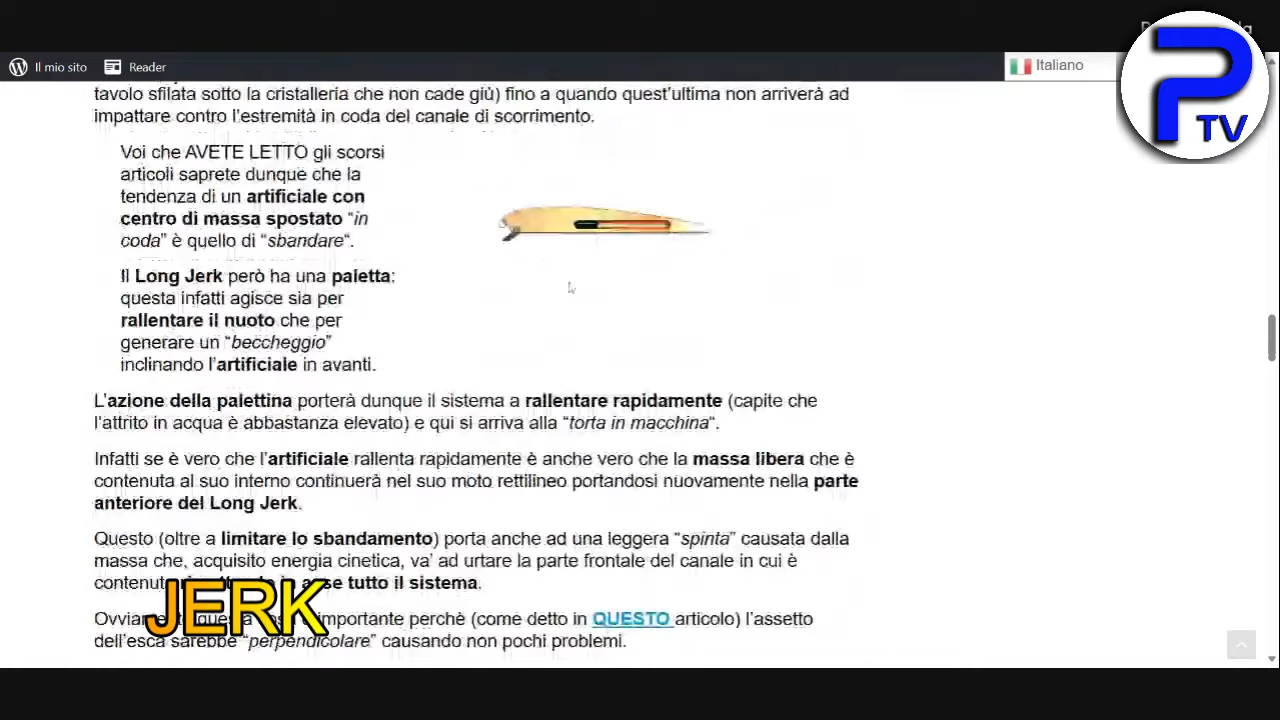 Il mio sito Reader Italiano
P TV
tavolo sfilata sotto la cristalleria che non cade giù) fino a quando quest'ultima non arriverà ad
impattare contro l'estremità in coda del canale di scorrimento.
Voi che AVETE LETTO gli scorsi
articoli saprete dunque che la
tendenza di un artificiale con
centro di massa spostato “in
coda” è quello di “sbandare“.
Il Long Jerk però ha una paletta;
questa infatti agisce sia per
rallentare il nuoto che per
generare un “beccheggio”
inclinando l'artificiale in avanti.
L'azione della palettina porterà dunque il sistema a rallentare rapidamente (capite che
l'attrito in acqua è abbastanza elevato) e qui si arriva alla “torta in macchina“.
Infatti se è vero che l'artificiale rallenta rapidamente è anche vero che la massa libera che è
contenuta al suo interno continuerà nel suo moto rettilineo portandosi nuovamente nella parte
anteriore del Long Jerk.
Questo (oltre a limitare lo sbandamento) porta anche ad una leggera “spinta” causata dalla
massa che, acquisito energia cinetica, va' ad urtare la parte frontale del canale in cui è
tutto il sistema.
importante perchè (come detto in QUESTO articolo) l'assetto
dell'esca sarebbe “perpendicolare” causando non pochi problemi.
JERK